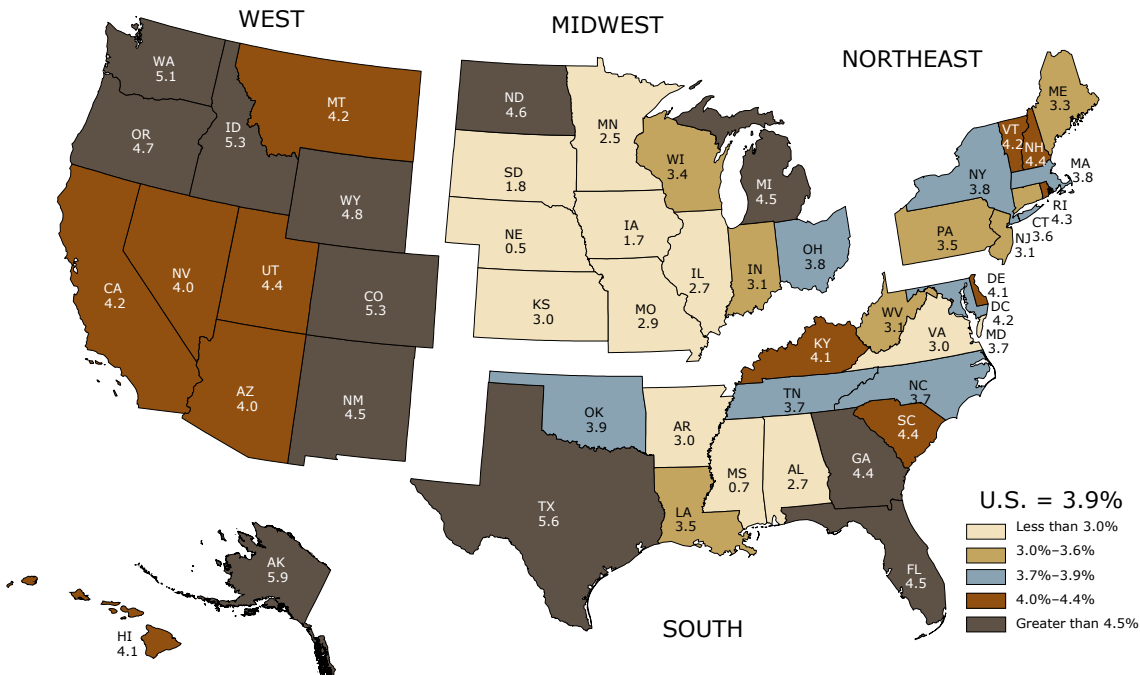 WEST
MIDWEST
NORTHEAST
WA
5.1
OR
4.7
ID
5.3
MT
4.2
WY
4.8
CA
4.2
NV
4.0
UT
4.4
CO
5.3
AZ
4.0
NM
4.5
AK
5.9
HI
4.1
ND
4.6
SD
1.8
NE
0.5
KS
3.0
MN
2.5
IA
1.7
MO
2.9
WI
3.4
IL
2.7
MI
4.5
IN
3.1
OH
3.8
ME
3.3
VT
4.2
NH
4.4
MA
3.8
NY
3.8
RI
4.3
CT
3.6
NJ
3.1
PA
3.5
DE
4.1
DC
4.2
MD
3.7
WV
3.1
VA
3.0
KY
4.1
TN
3.7
NC
3.7
SC
4.4
GA
4.4
FL
4.5
AL
2.7
MS
0.7
AR
3.0
LA
3.5
OK
3.9
TX
5.6
SOUTH
U.S. = 3.9%
Less than 3.0%
3.0%–3.6%
3.7%–3.9%
4.0%–4.4%
Greater than 4.5%